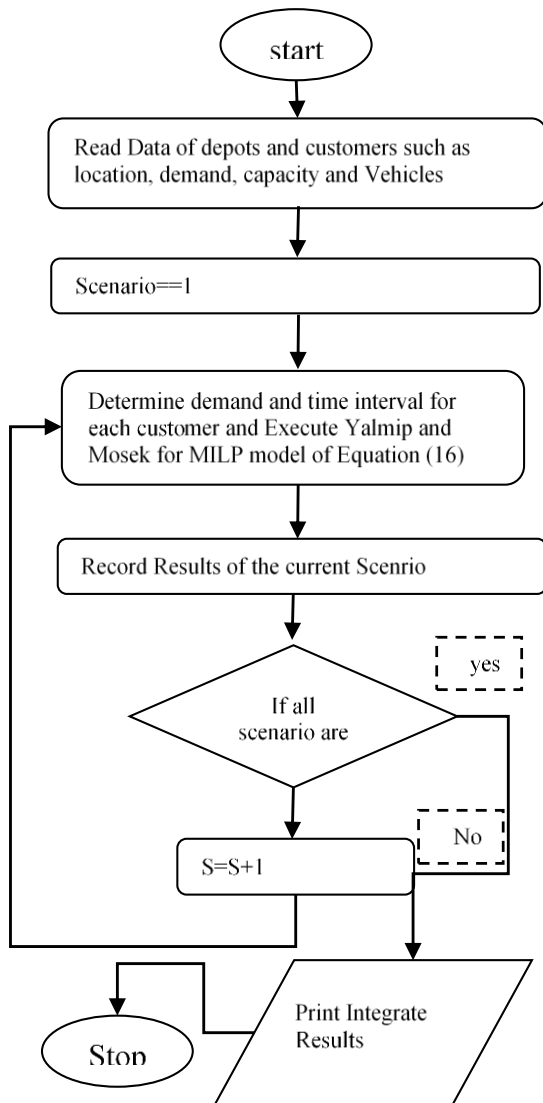 start
Read Data of depots and customers such as
location, demand, capacity and Vehicles
Scenario==1
Determine demand and time interval for
each customer and Execute Yalmip and
Mosek for MILP model of Equation (16)
Record Results of the current Scenrio
yes
If all
scenario are
No
S=S+1
Print Integrate
Results
Stop